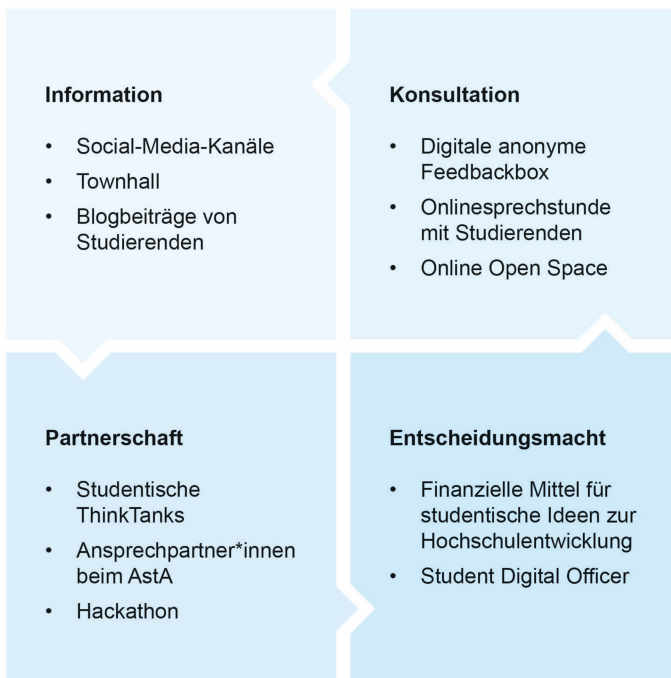 Information
• Social-Media-Kanäle
• Townhall
• Blogbeiträge von
Studierenden
Konsultation
• Digitale anonyme
Feedbackbox
• Onlinesprechstunde
mit Studierenden
• Online Open Space
Partnerschaft
• Studentische
ThinkTanks
• Ansprechpartner*innen
beim AstA
• Hackathon
Entscheidungsmacht
• Finanzielle Mittel für
studentische Ideen zur
Hochschulentwicklung
• Student Digital Officer